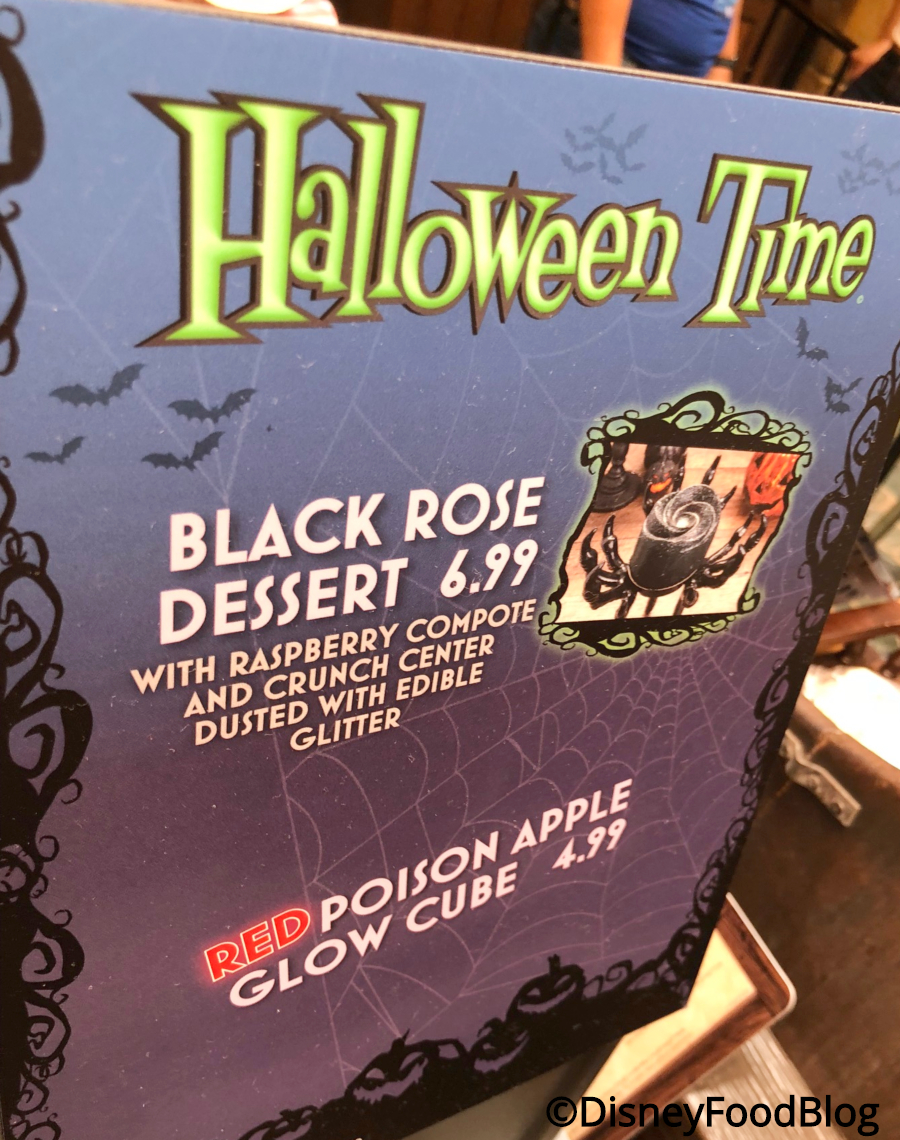 Halloween Time
BLACK ROSE
DESSERT 6.99
WITH RASPBERRY COMPOTE
AND CRUNCH CENTER
DUSTED WITH EDIBLE
GLITTER
RED POISON APPLE
GLOW CUBE 4.99
©DisneyFoodBlog